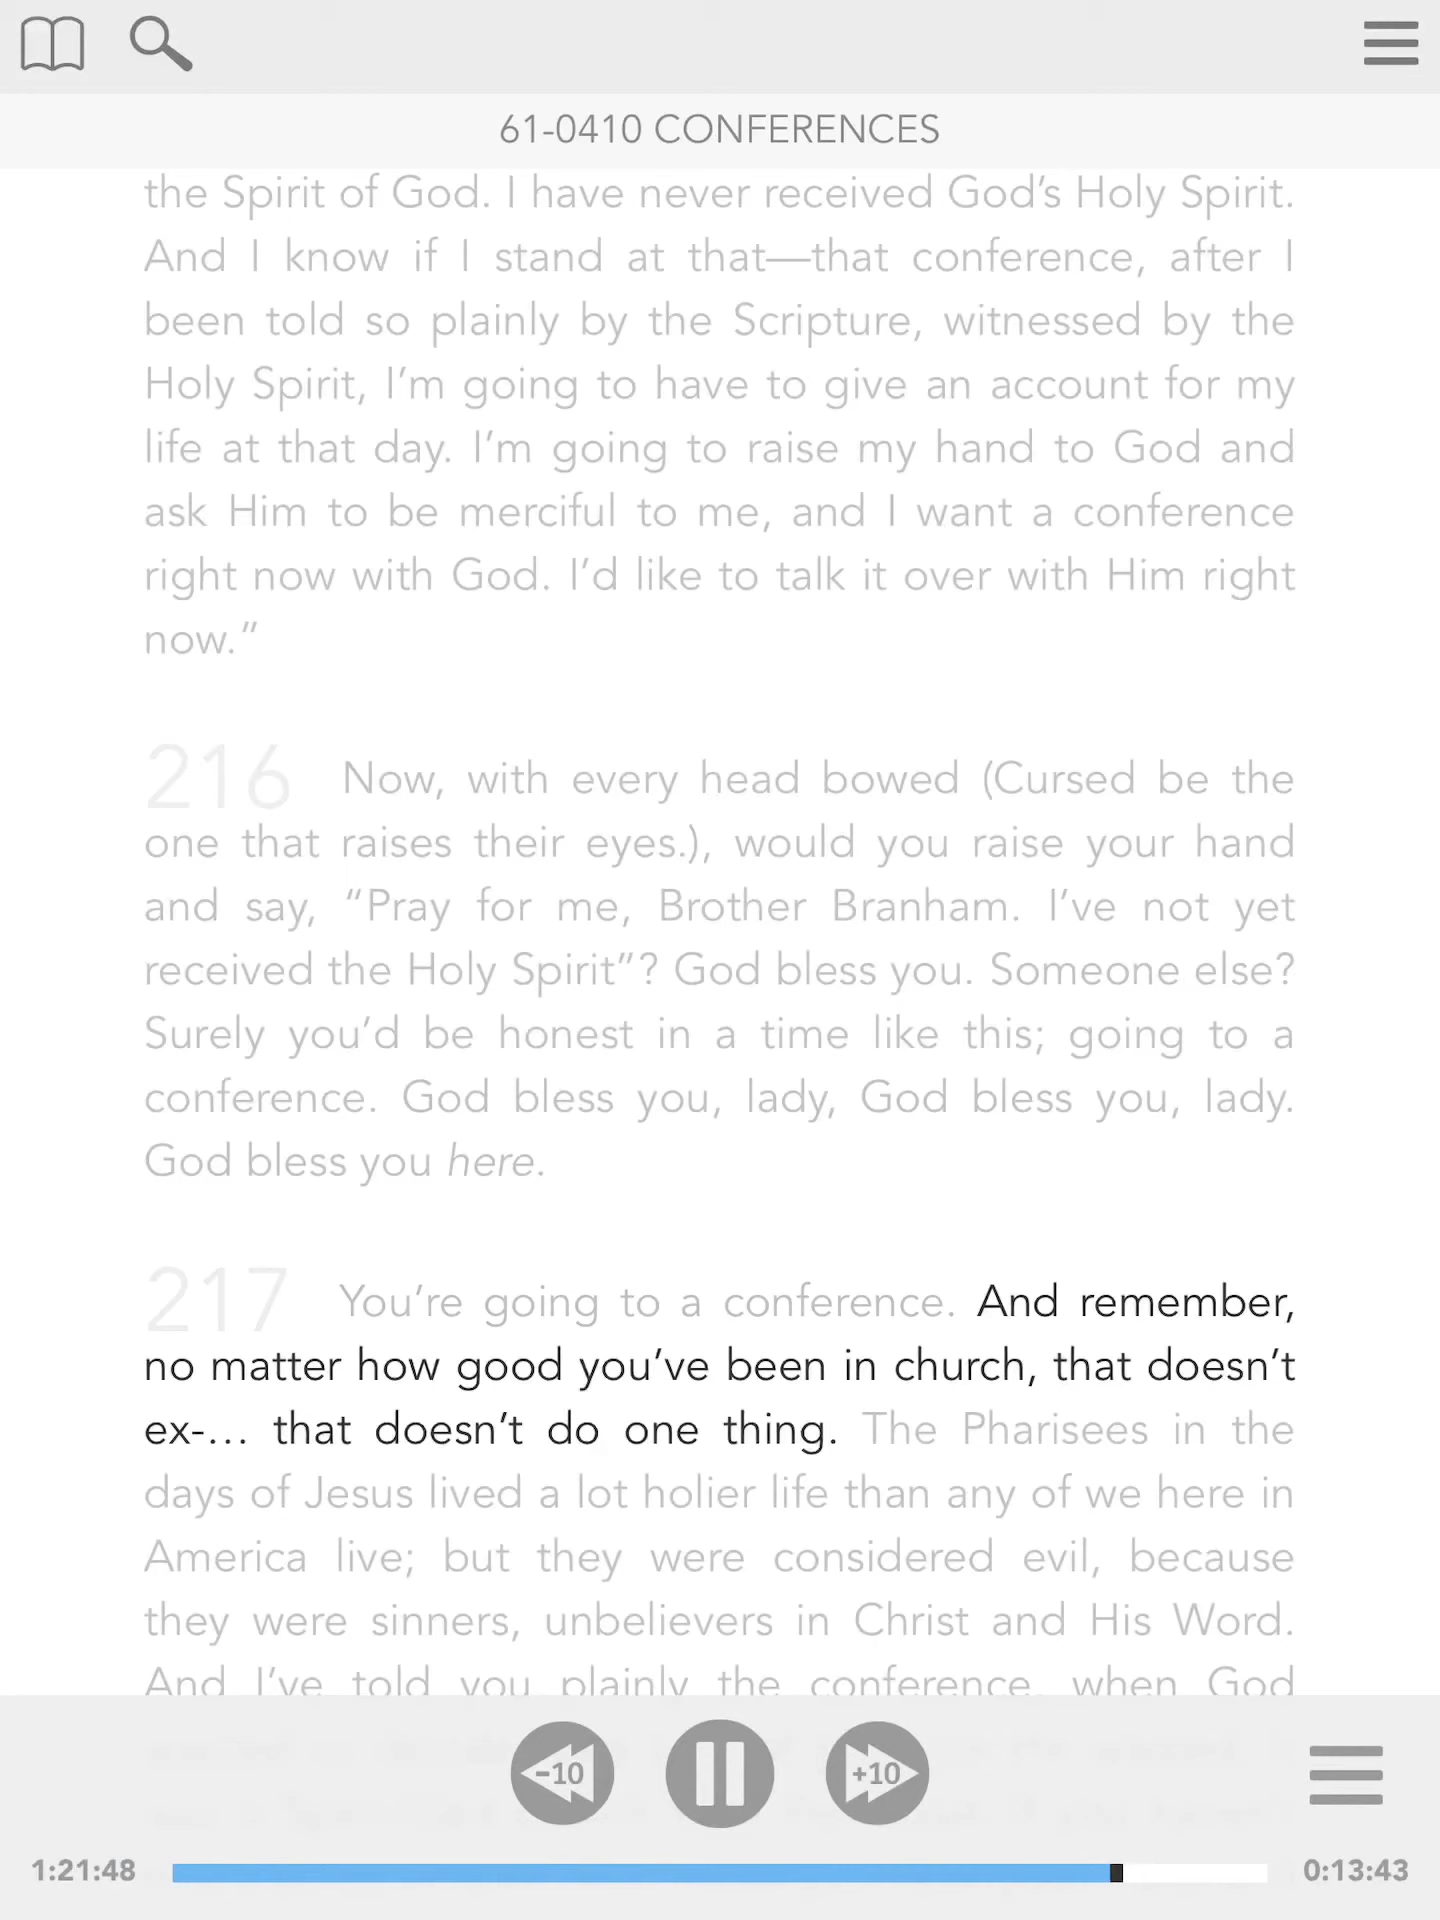 61-0410 CONFERENCES
the Spirit of God. I have never received God’s Holy Spirit.
And I know if I stand at that—that conference, after I
been told so plainly by the Scripture, witnessed by the
Holy Spirit, I’m going to have to give an account for my
life at that day. I’m going to raise my hand to God and
ask Him to be merciful to me, and I want a conference
right now with God. I’d like to talk it over with Him right
now.”
216 Now, with every head bowed (Cursed be the
one that raises their eyes.), would you raise your hand
and say, “Pray for me, Brother Branham. I’ve not yet
received the Holy Spirit”? God bless you. Someone else?
Surely you’d be honest in a time like this; going to a
conference. God bless you, lady, God bless you, lady.
God bless you here.
217 You’re going to a conference. And remember,
no matter how good you’ve been in church, that doesn’t
ex-… that doesn’t do one thing. The Pharisees in the
days of Jesus lived a lot holier life than any of we here in
America live; but they were considered evil, because
they were sinners, unbelievers in Christ and His Word.
And I’ve told you plainly the conference, when God
-10 +10
1:21:48 0:13:43